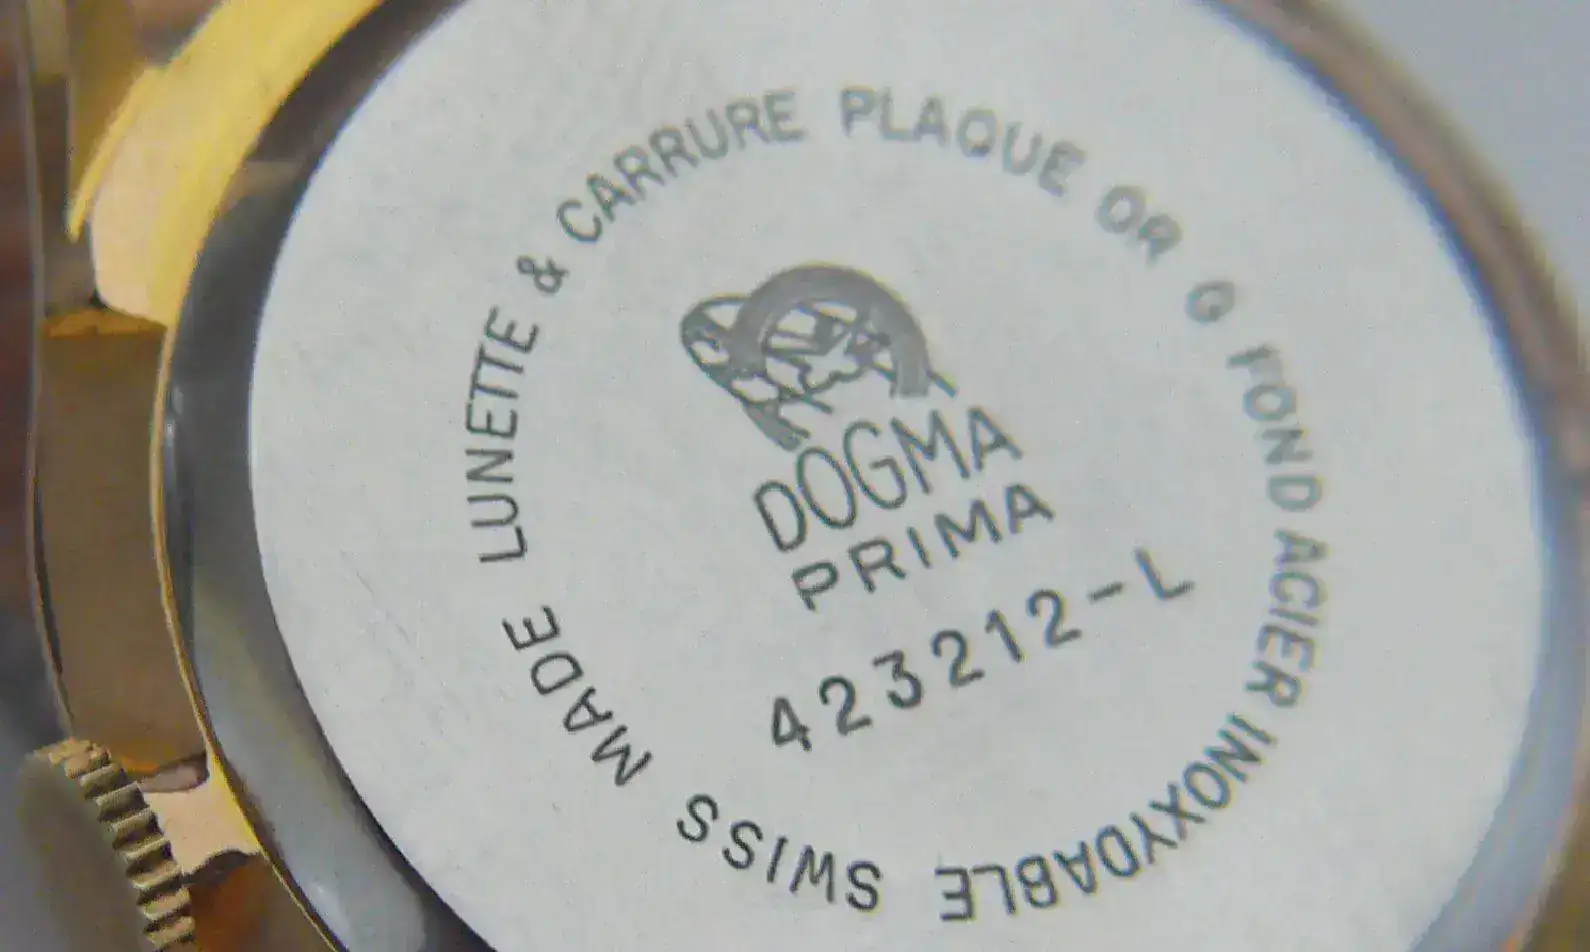 LUNETTE & CARRURE PLAQUE OR G FOND ACIER INOXYDABLE
SWISS MADE
DOGMA
PRIMA
423212-L